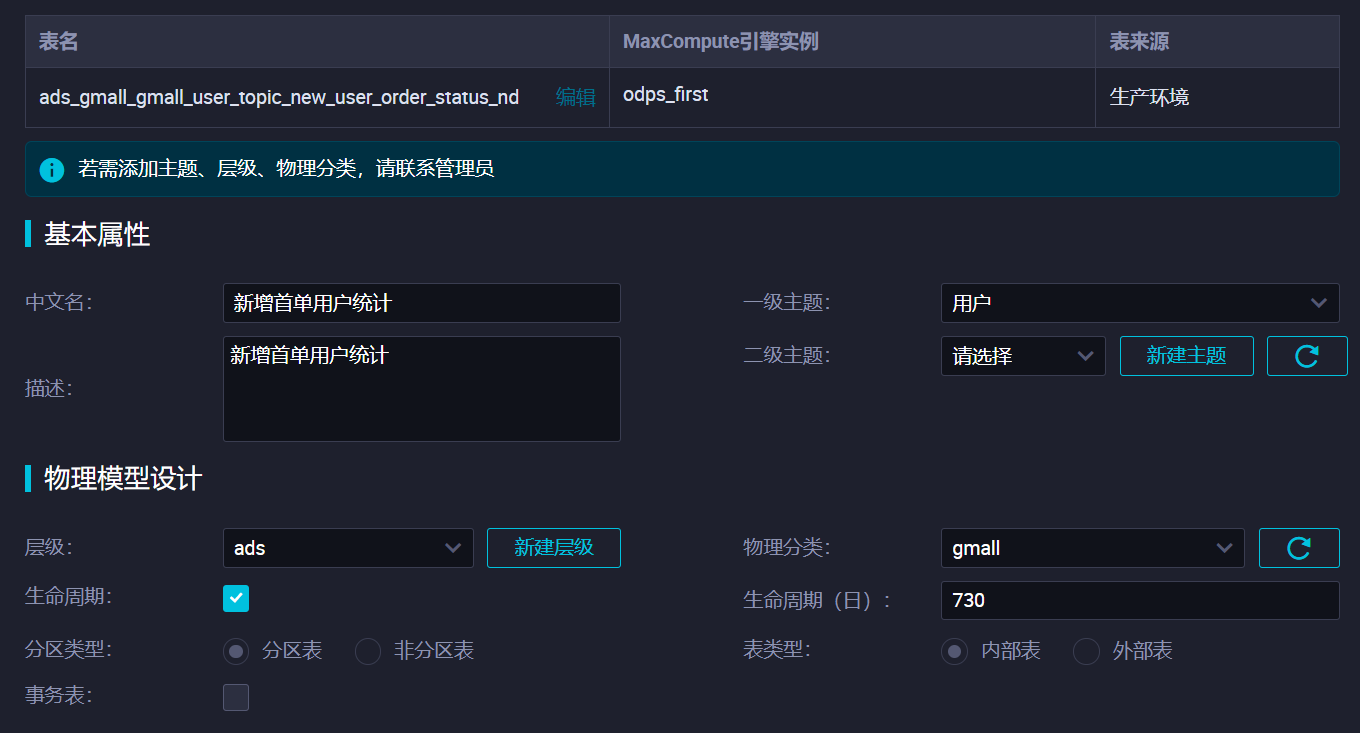 表名 MaxCompute引擎实例 表来源
ads_gmall_gmall_user_topic_new_user_order_status_nd 编辑 odps_first 生产环境
若需添加主题、层级、物理分类，请联系管理员
基本属性
中文名： 新增首单用户统计 一级主题： 用户
描述： 新增首单用户统计 二级主题： 请选择 新建主题
物理模型设计
层级： ads 新建层级 物理分类： gmall
生命周期： 生命周期（日）： 730
分区类型： 分区表 非分区表 表类型： 内部表 外部表
事务表：